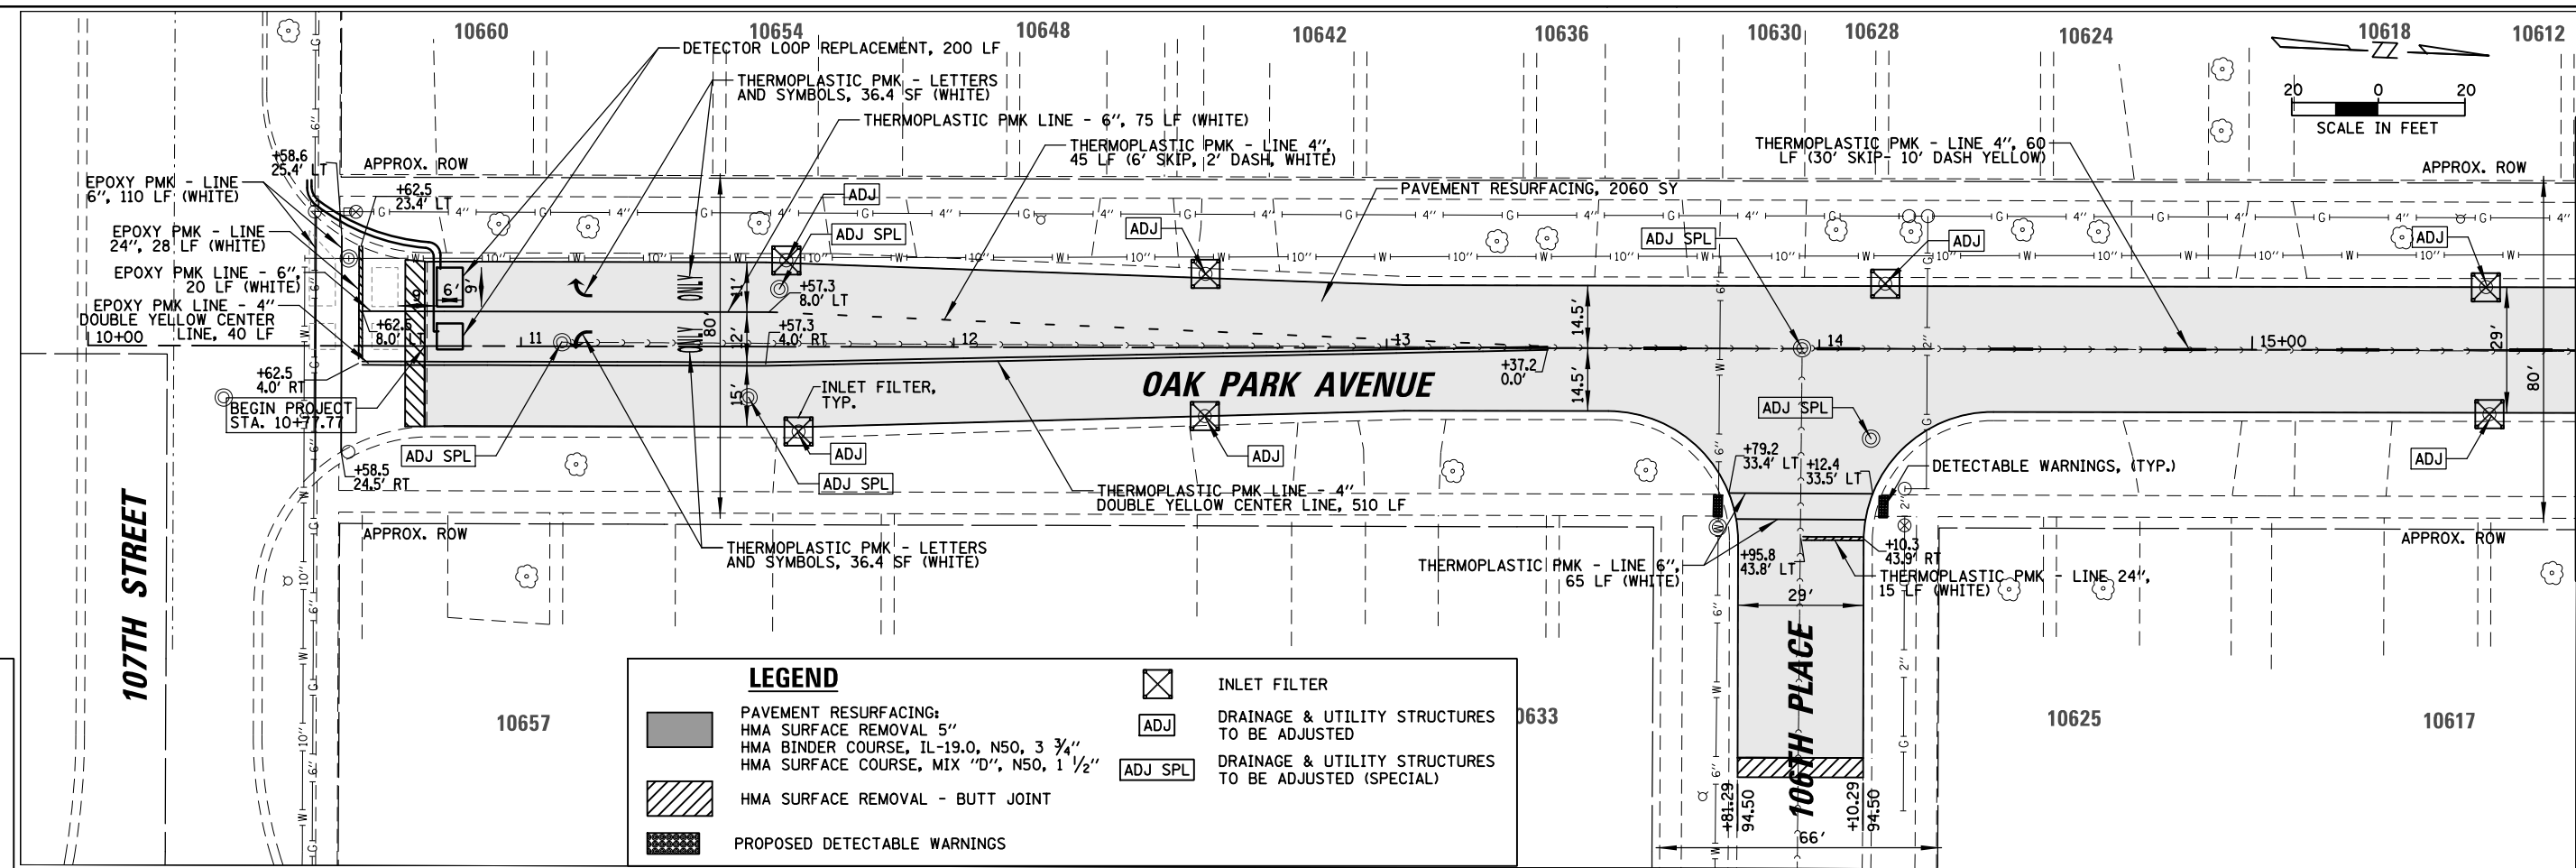 10660
10654
10648
10642
10636
10630
10628
10624
10618
10612
DETECTOR LOOP REPLACEMENT, 200 LF
THERMOPLASTIC PMK - LETTERS
AND SYMBOLS, 36.4 SF (WHITE)
THERMOPLASTIC PMK LINE - 6", 75 LF (WHITE)
THERMOPLASTIC PMK - LINE 4",
45 LF (6' SKIP, 2' DASH, WHITE)
THERMOPLASTIC PMK - LINE 4", 60
LF (30' SKIP- 10' DASH YELLOW)
PAVEMENT RESURFACING, 2060 SY
20 0 20
SCALE IN FEET
APPROX. ROW
APPROX. ROW
+58.6
25.4' LT
EPOXY PMK - LINE
6", 110 LF (WHITE)
+62.5
23.4' LT
EPOXY PMK - LINE
24", 28 LF (WHITE)
EPOXY PMK LINE - 6",
20 LF (WHITE)
EPOXY PMK LINE - 4"
DOUBLE YELLOW CENTER
LINE, 40 LF
10+00
+62.5
8.0' LT
+62.5
4.0' RT
BEGIN PROJECT
STA. 10+77.77
+58.5
24.5' RT
ADJ
ADJ SPL
ADJ
ADJ SPL
ADJ
ADJ
6'
9'
ONLY
ONLY
11'
12'
15'
80'
+57.3
8.0' LT
+57.3
4.0' RT
11
12
13
14
15+00
14.5'
14.5'
29'
80'
+37.2
0.0'
OAK PARK AVENUE
INLET FILTER,
TYP.
ADJ SPL
ADJ
ADJ SPL
ADJ
ADJ SPL
ADJ
THERMOPLASTIC PMK LINE - 4"
DOUBLE YELLOW CENTER LINE, 510 LF
THERMOPLASTIC PMK - LETTERS
AND SYMBOLS, 36.4 SF (WHITE)
APPROX. ROW
APPROX. ROW
+79.2
33.4' LT
+12.4
33.5' LT
DETECTABLE WARNINGS, (TYP.)
+95.8
43.8' LT
+10.3
43.9' RT
THERMOPLASTIC PMK - LINE 6",
65 LF (WHITE)
THERMOPLASTIC PMK - LINE 24",
15 LF (WHITE)
29'
106TH PLACE
+81.29
94.50
+10.29
94.50
66'
107TH STREET
10657
0633
10625
10617
LEGEND
PAVEMENT RESURFACING:
HMA SURFACE REMOVAL 5"
HMA BINDER COURSE, IL-19.0, N50, 3 3/4"
HMA SURFACE COURSE, MIX "D", N50, 1 1/2"
HMA SURFACE REMOVAL - BUTT JOINT
PROPOSED DETECTABLE WARNINGS
INLET FILTER
ADJ
DRAINAGE & UTILITY STRUCTURES
TO BE ADJUSTED
ADJ SPL
DRAINAGE & UTILITY STRUCTURES
TO BE ADJUSTED (SPECIAL)